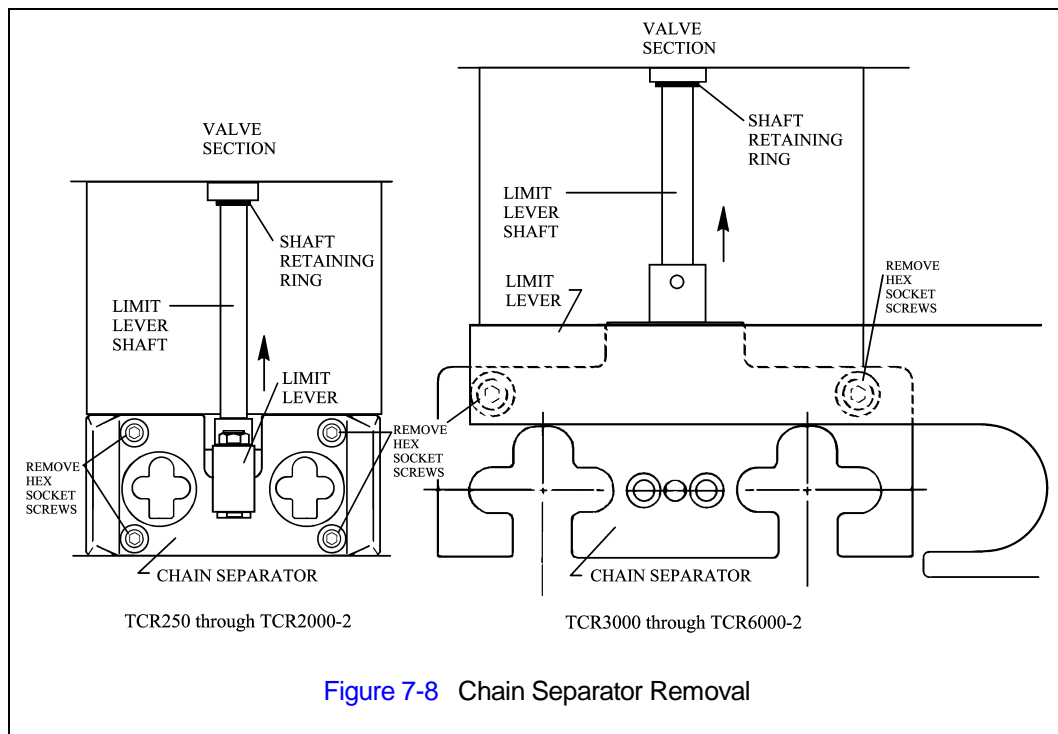 VALVE
SECTION
SHAFT
RETAINING
RING
LIMIT
LEVER
SHAFT
LIMIT
LEVER
REMOVE
HEX
SOCKET
SCREWS
REMOVE
HEX
SOCKET
SCREWS
CHAIN SEPARATOR
TCR250 through TCR2000-2
VALVE
SECTION
SHAFT
RETAINING
RING
LIMIT
LEVER
SHAFT
LIMIT
LEVER
REMOVE
HEX
SOCKET
SCREWS
CHAIN SEPARATOR
TCR3000 through TCR6000-2
Figure 7-8 Chain Separator Removal